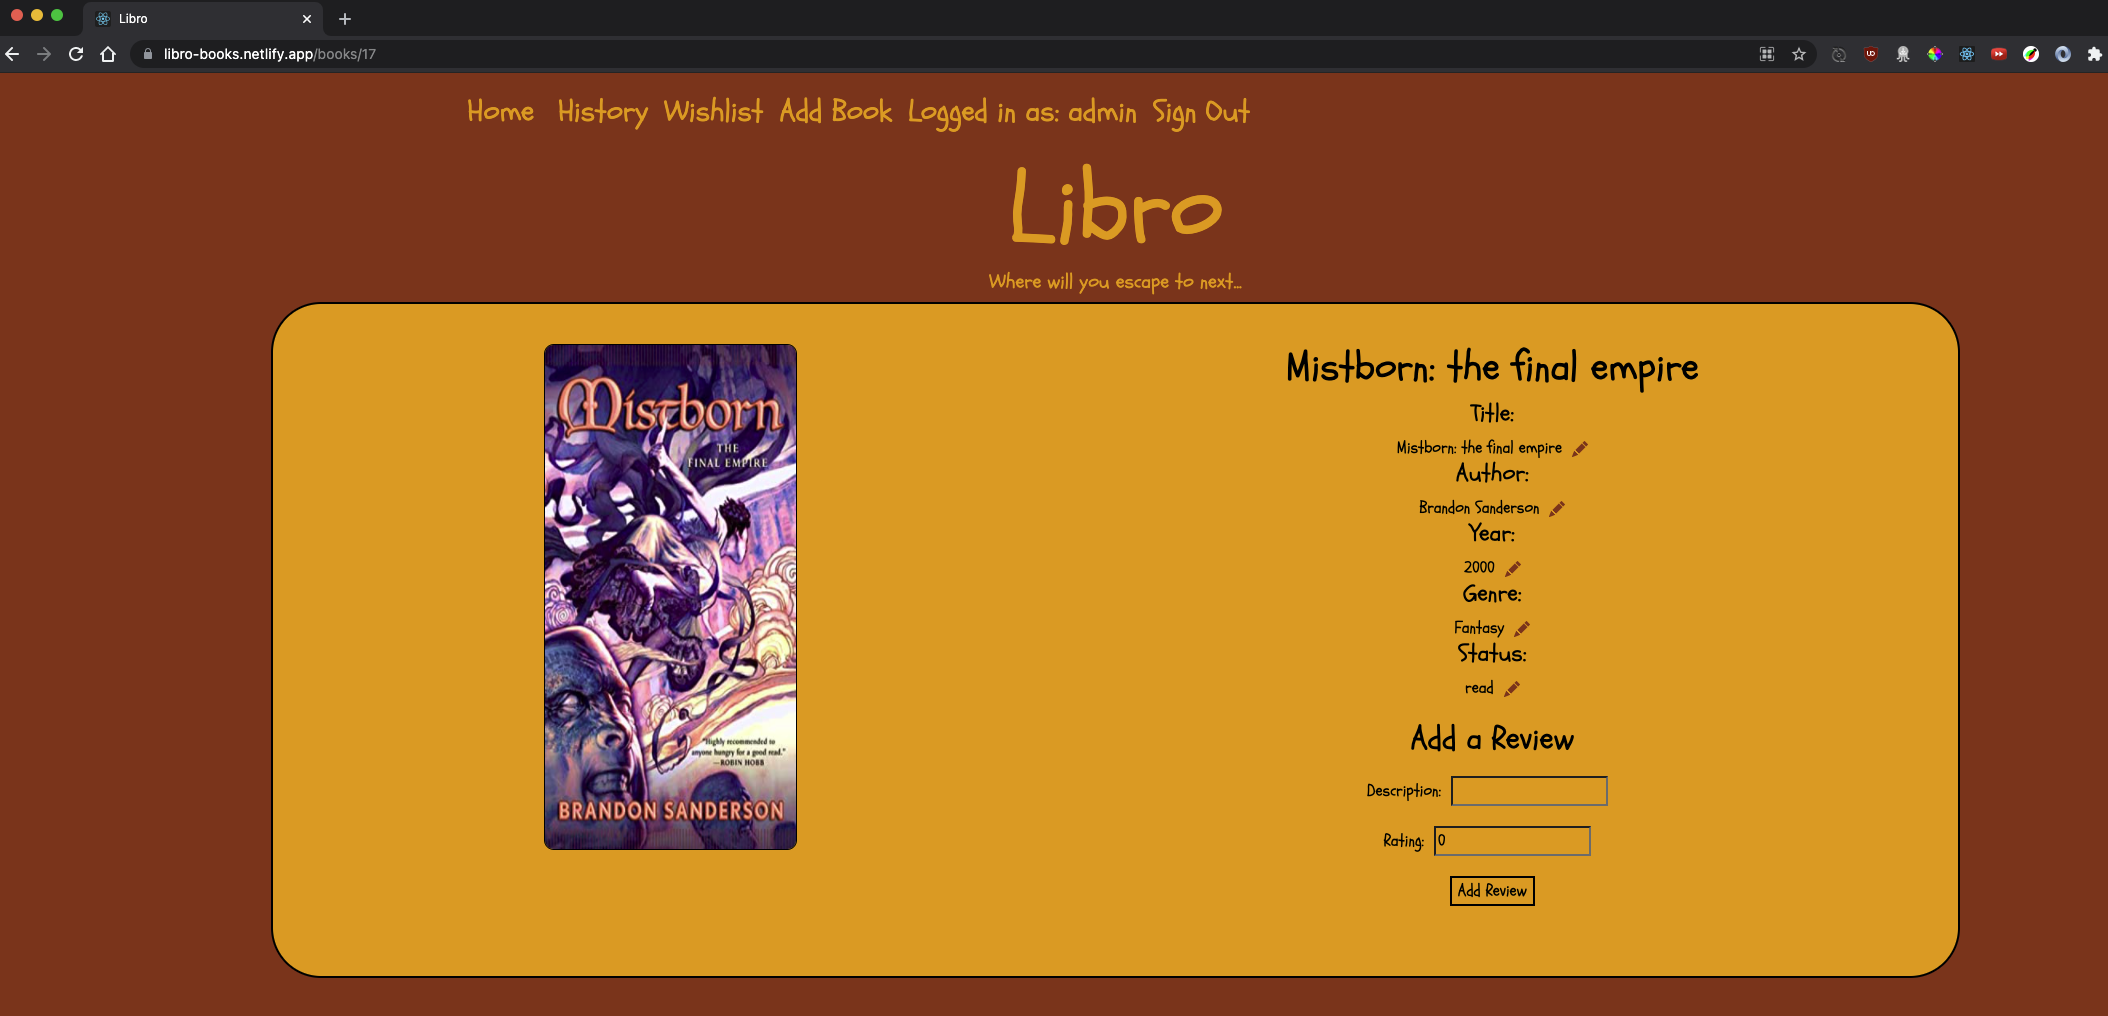 Libro
libro-books.netlify.app/books/17
Home History Wishlist Add Book Logged in as: admin Sign Out
Libro
Where will you escape to next...
Mistborn
THE
FINAL EMPIRE
"Highly recommended to
anyone hungry for a good read."
—ROBIN HOBB
BRANDON SANDERSON
Mistborn: the final empire
Title:
Mistborn: the final empire
Author:
Brandon Sanderson
Year:
2000
Genre:
Fantasy
Status:
read
Add a Review
Description:
Rating: 0
Add Review